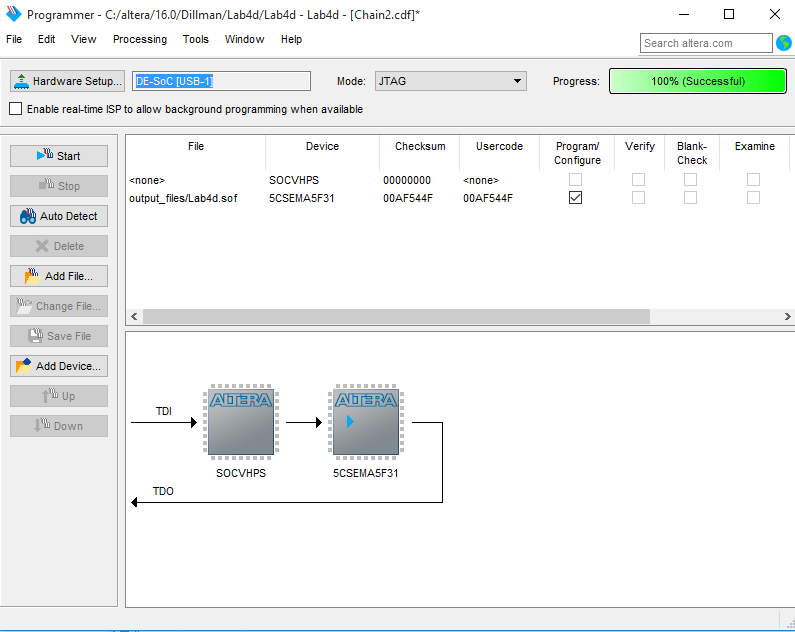 Programmer - C:/altera/16.0/Dillman/Lab4d/Lab4d - Lab4d - [Chain2.cdf]*
File Edit View Processing Tools Window Help
Search altera.com
Hardware Setup... DE-SoC [USB-1] Mode: JTAG Progress: 100% (Successful)
Enable real-time ISP to allow background programming when available
Start
Stop
Auto Detect
Delete
Add File...
Change File...
Save File
Add Device...
Up
Down
File Device Checksum Usercode Program/ Verify Blank- Examine
Configure Check
<none> SOCVHPS 00000000 <none>
output_files/Lab4d.sof 5CSEMA5F31 00AF544F 00AF544F
TDI
ALTERA ALTERA
SOCVHPS 5CSEMA5F31
TDO